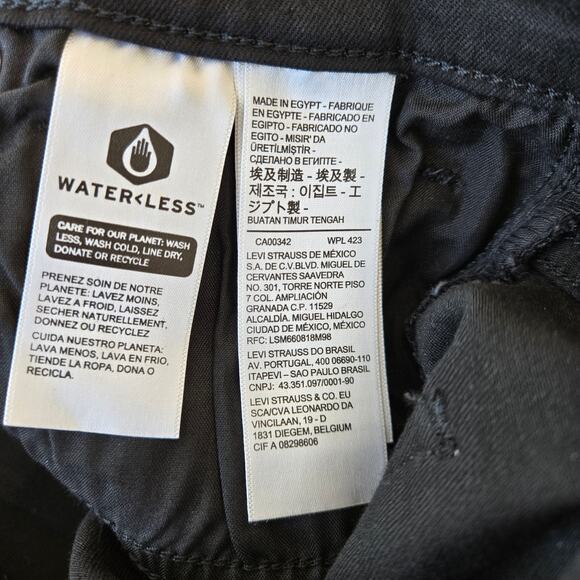 WATER<LESS™
CARE FOR OUR PLANET: WASH
LESS, WASH COLD, LINE DRY,
DONATE OR RECYCLE
PRENEZ SOIN DE NOTRE
PLANETE: LAVEZ MOINS,
LAVEZ A FROID, LAISSEZ
SECHER NATURELLEMENT,
DONNEZ OU RECYCLEZ
CUIDA NUESTRO PLANETA:
LAVA MENOS, LAVA EN FRIO,
TIENDE LA ROPA, DONA O
RECICLA.
MADE IN EGYPT - FABRIQUE
EN EGYPTE - FABRICADO EN
EGIPTO - FABRICADO NO
EGITO - MISIR'DA
ÜRETİLMİŞTİR -
СДЕЛАНО В ЕГИПТЕ -
埃及制造 - 埃及製 -
제조국 : 이집트 - エ
ジプト製 -
BUATAN TIMUR TENGAH
CA00342 WPL 423
LEVI STRAUSS DE MÉXICO
S.A. DE C.V.BLVD. MIGUEL DE
CERVANTES SAAVEDRA
NO. 301, TORRE NORTE PISO
7 COL. AMPLIACIÓN
GRANADA C.P. 11529
ALCALDÍA. MIGUEL HIDALGO
CIUDAD DE MÉXICO, MÉXICO
RFC: LSM660818M98
LEVI STRAUSS DO BRASIL
AV. PORTUGAL, 400 06690-110
ITAPEVI – SAO PAULO BRASIL
CNPJ: 43.351.097/0001-90
LEVI STRAUSS & CO. EU
SCA/CVA LEONARDO DA
VINCILAAN, 19 - D
1831 DIEGEM, BELGIUM
CIF A 08298606